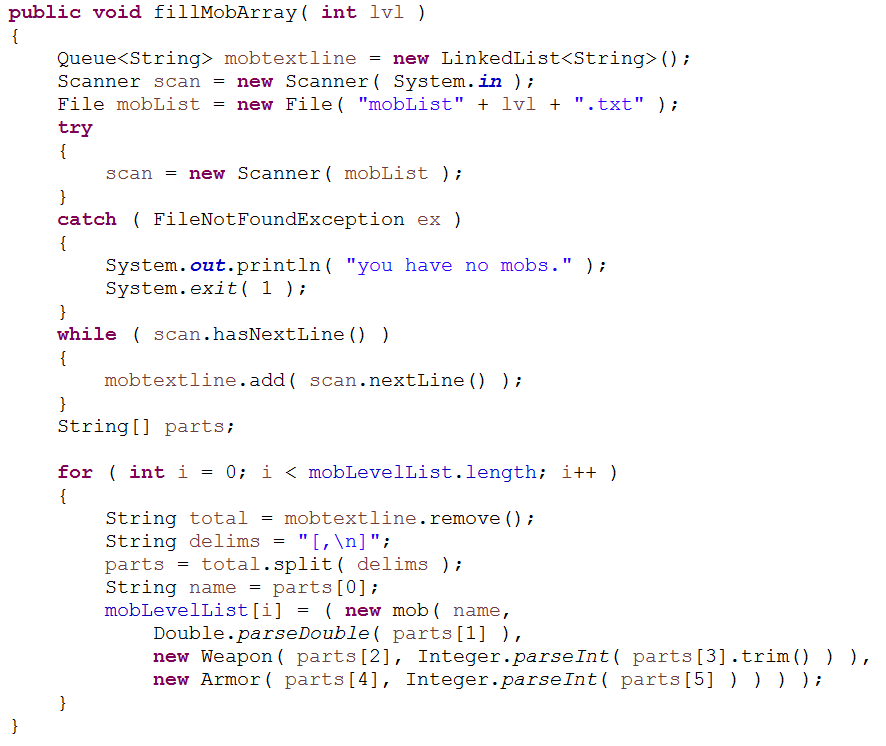 public void fillMobArray( int lvl )
{
    Queue<String> mobtextline = new LinkedList<String>();
    Scanner scan = new Scanner( System.in );
    File mobList = new File( "mobList" + lvl + ".txt" );
    try
    {
        scan = new Scanner( mobList );
    }
    catch ( FileNotFoundException ex )
    {
        System.out.println( "you have no mobs." );
        System.exit( 1 );
    }
    while ( scan.hasNextLine() )
    {
        mobtextline.add( scan.nextLine() );
    }
    String[] parts;

    for ( int i = 0; i < mobLevelList.length; i++ )
    {
        String total = mobtextline.remove();
        String delims = "[,\n]";
        parts = total.split( delims );
        String name = parts[0];
        mobLevelList[i] = ( new mob( name,
            Double.parseDouble( parts[1] ),
            new Weapon( parts[2], Integer.parseInt( parts[3].trim() ) ),
            new Armor( parts[4], Integer.parseInt( parts[5] ) ) ) );
    }
}